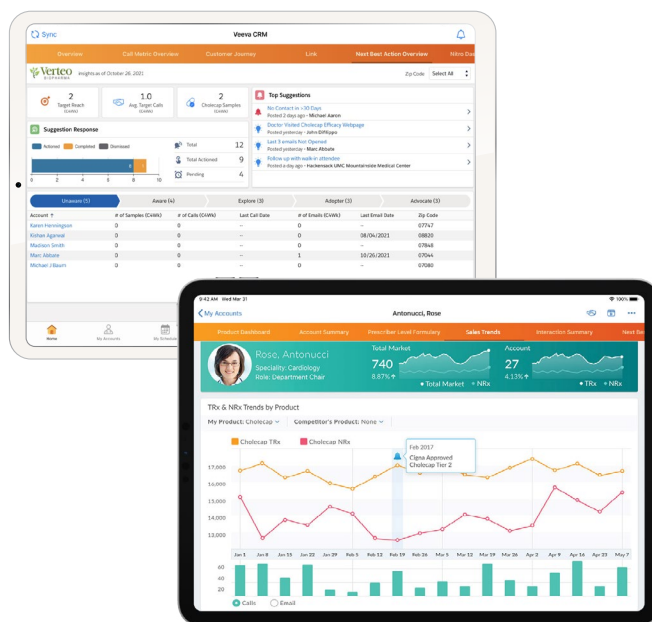 Sync
Veeva CRM
Overview Call Metric Overview Customer Journey Link Next Best Action Overview Nitro Das
Verteo insights as of October 26, 2021 Zip Code Select All
BIOPHARMA
2 1.0 2
Target Reach Avg. Target Calls Cholecap Samples
(C4Wk) (C4Wk) (C4Wk)
Suggestion Response
Actioned Completed Dismissed
0 2 4 6 8 10
Total 12
Total Actioned 9
Pending 4
Top Suggestions
No Contact in >30 Days
Posted 2 days ago - Michael Aaron
Doctor Visited Cholecap Efficacy Webpage
Posted yesterday - John DiFilippo
Last 3 emails Not Opened
Posted yesterday - Marc Abbate
Follow up with walk-in attendee
Posted a day ago - Hackensack UMC Mountainside Medical Center
Unaware (5) Aware (4) Explore (3) Adopter (3) Advocate (3)
Account ↑ # of Samples (C4Wk) # of Calls (C4Wk) Last Call Date # of Emails (C4Wk) Last Email Date Zip Code
Karen Henningson 0 0 – 0 – 07747
Kishan Agarwal 0 0 – 0 08/04/2021 08820
Madison Smith 0 0 – 0 – 07848
Marc Abbate 0 0 – 1 10/26/2021 07044
Michael J Baum 0 0 – 0 – 07080
Home My Accounts My Schedule
9:42 AM Wed Mar 31 100%
My Accounts Antonucci, Rose
Product Dashboard Account Summary Prescriber Level Formulary Sales Trends Interaction Summary Next Be
Rose, Antonucci
Speciality: Cardiology
Role: Department Chair
Total Market
740
8.87%↑
• Total Market • NRx
Account
27
4.13%↑
• TRx • NRx
TRx & NRx Trends by Product
My Product: Cholecap Competitor's Product: None
Cholecap TRx Cholecap NRx
Feb 2017
Cigna Approved
Cholecap Tier 2
17,000
16,000
15,000
14,000
13,000
Jan 1 Jan 8 Jan 15 Jan 22 Jan 29 Feb 5 Feb 12 Feb 19 Feb 26 Mar 5 Mar 12 Mar 19 Mar 26 Apr 2 Apr 9 Apr 16 Apr 23 May 7
60
40
20
Calls Email